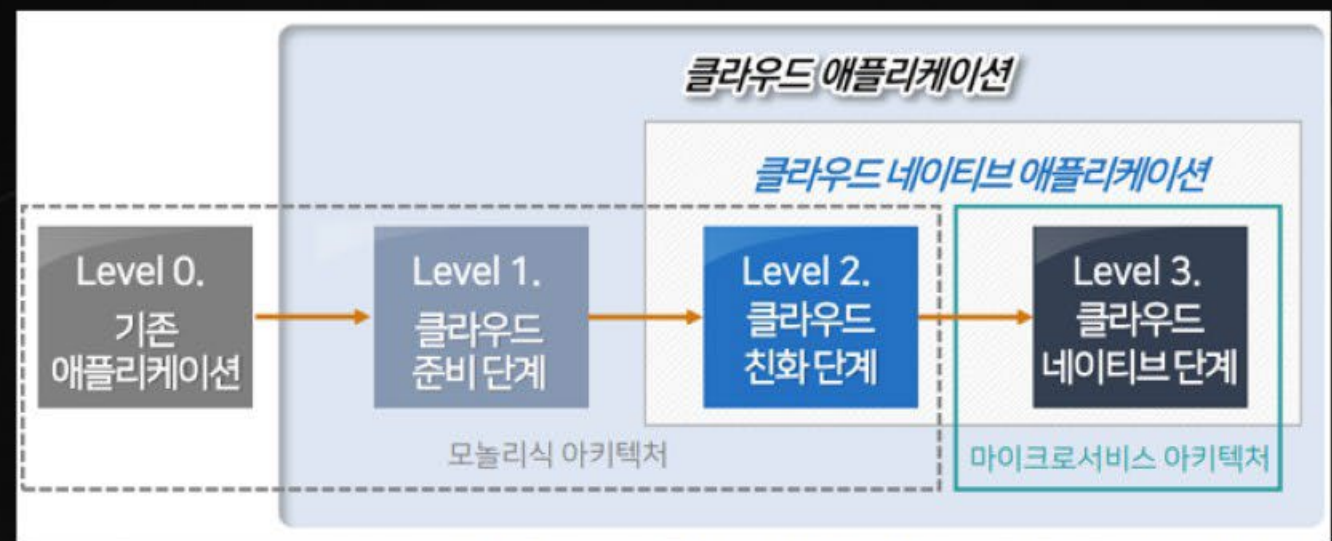 클라우드 애플리케이션
클라우드 네이티브 애플리케이션
Level 0.
기존
애플리케이션
Level 1.
클라우드
준비 단계
Level 2.
클라우드
친화 단계
Level 3.
클라우드
네이티브 단계
모놀리식 아키텍처
마이크로서비스 아키텍처